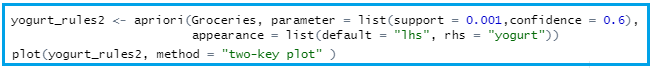 yogurt_rules2 <- apriori(Groceries, parameter = list(support = 0.001,confidence = 0.6),
appearance = list(default = "lhs", rhs = "yogurt"))
plot(yogurt_rules2, method = "two-key plot" )